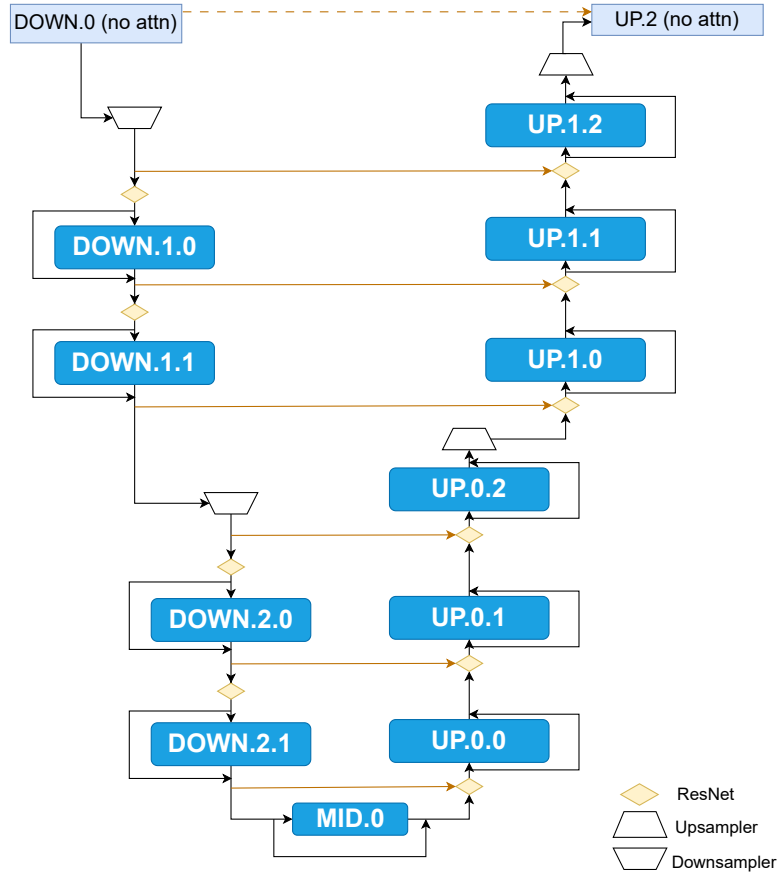 DOWN.0 (no attn)
UP.2 (no attn)
UP.1.2
DOWN.1.0
UP.1.1
DOWN.1.1
UP.1.0
UP.0.2
DOWN.2.0
UP.0.1
DOWN.2.1
UP.0.0
MID.0
ResNet
Upsampler
Downsampler